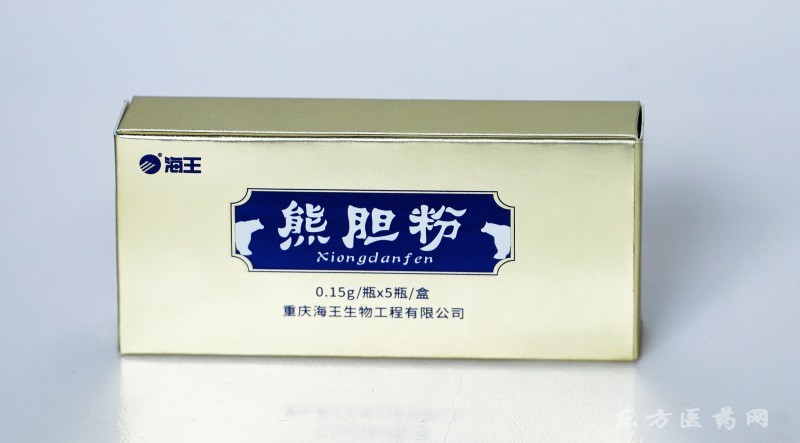 海王
熊胆粉
Xiongdanfen
0.15g/瓶x5瓶/盒
重庆海王生物工程有限公司
东方医药网